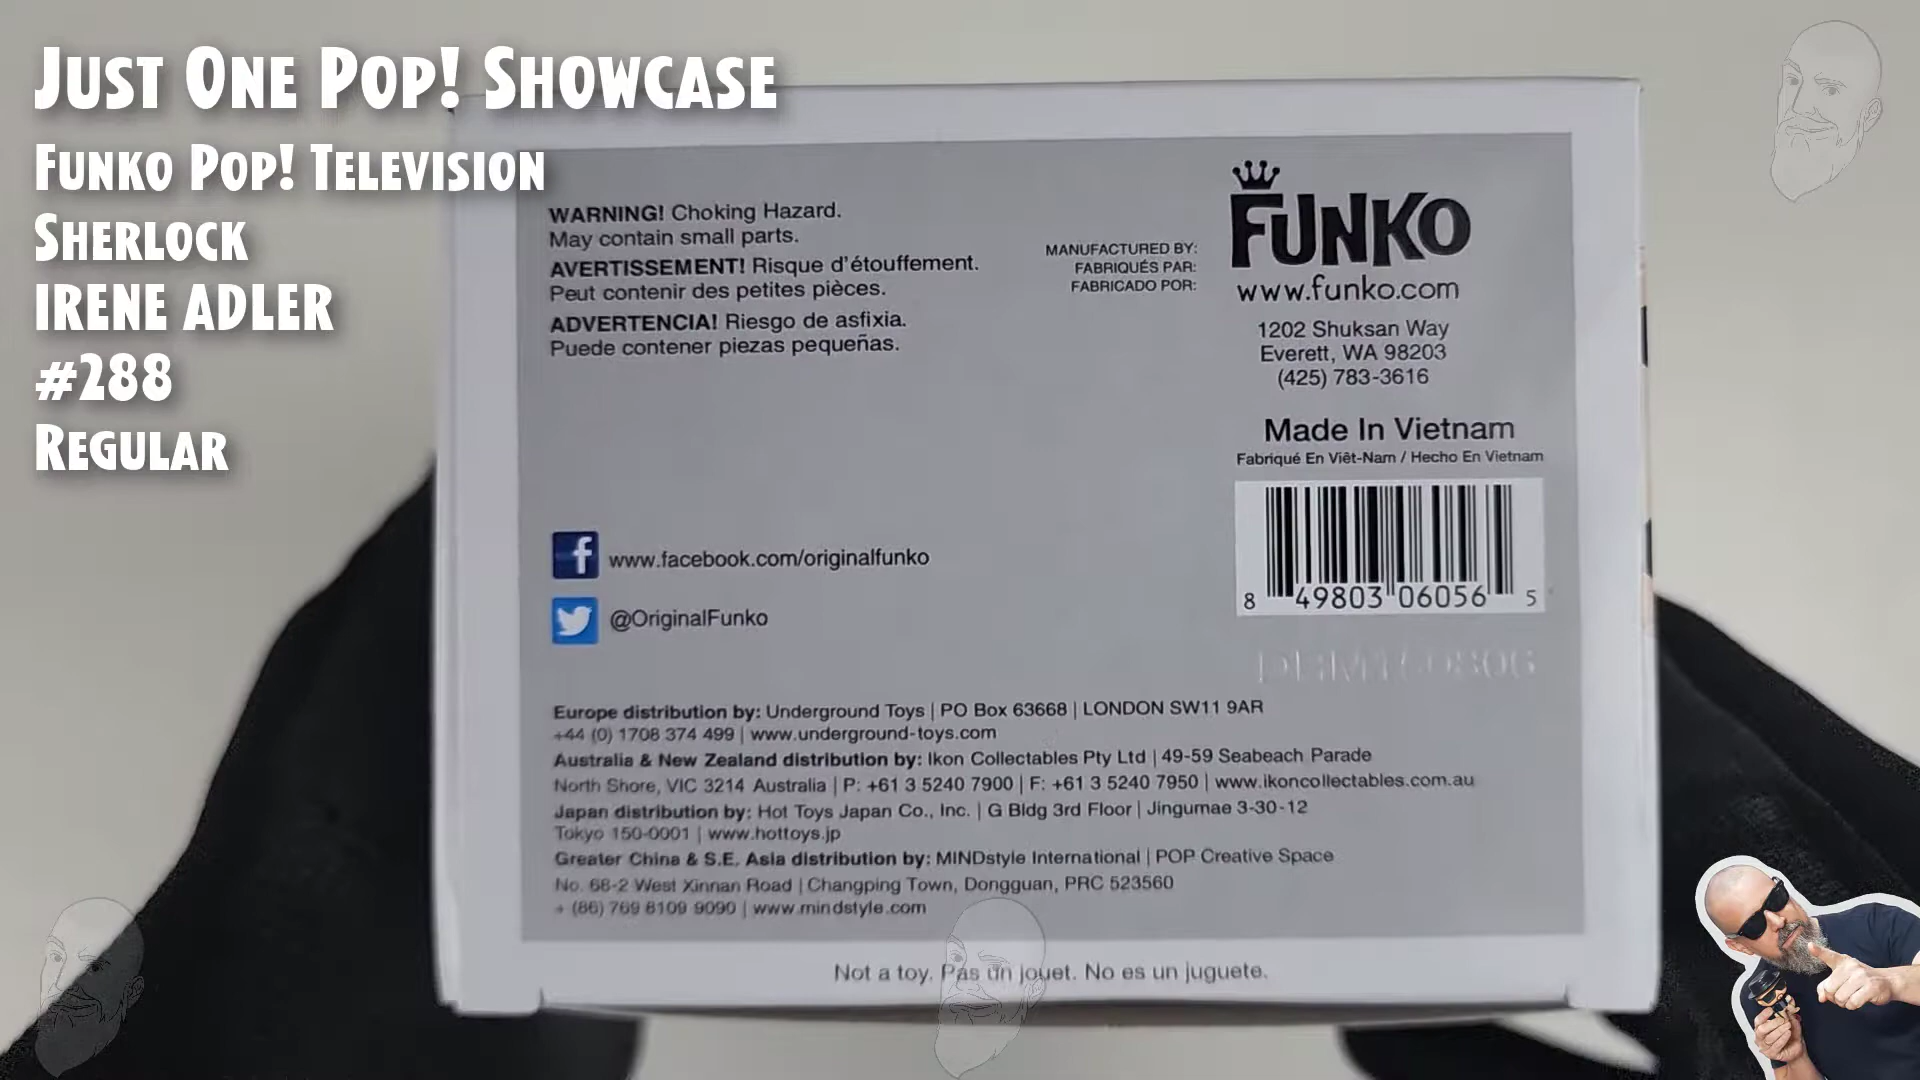 Just One Pop! Showcase
Funko Pop! Television
Sherlock
IRENE ADLER
#288
Regular
WARNING! Choking Hazard.
May contain small parts.
AVERTISSEMENT! Risque d'étouffement.
Peut contenir des petites pièces.
ADVERTENCIA! Riesgo de asfixia.
Puede contener piezas pequeñas.
MANUFACTURED BY:
FABRIQUÉS PAR:
FABRICADO POR:
FUNKO
www.funko.com
1202 Shuksan Way
Everett, WA 98203
(425) 783-3616
Made In Vietnam
Fabriqué En Viêt-Nam / Hecho En Vietnam
8 49803 06056 5
www.facebook.com/originalfunko
@OriginalFunko
Europe distribution by: Underground Toys | PO Box 63668 | LONDON SW11 9AR
+44 (0) 1708 374 499 | www.underground-toys.com
Australia & New Zealand distribution by: Ikon Collectables Pty Ltd | 49-59 Seabeach Parade
North Shore, VIC 3214 Australia | P: +61 3 5240 7900 | F: +61 3 5240 7950 | www.ikoncollectables.com.au
Japan distribution by: Hot Toys Japan Co., Inc. | G Bldg 3rd Floor | Jingumae 3-30-12
Tokyo 150-0001 | www.hottoys.jp
Greater China & S.E. Asia distribution by: MINDstyle International | POP Creative Space
No. 68-2 West Xinnan Road | Changping Town, Dongguan, PRC 523560
+ (86) 769 8109 9090 | www.mindstyle.com
Not a toy. Pas un jouet. No es un juguete.